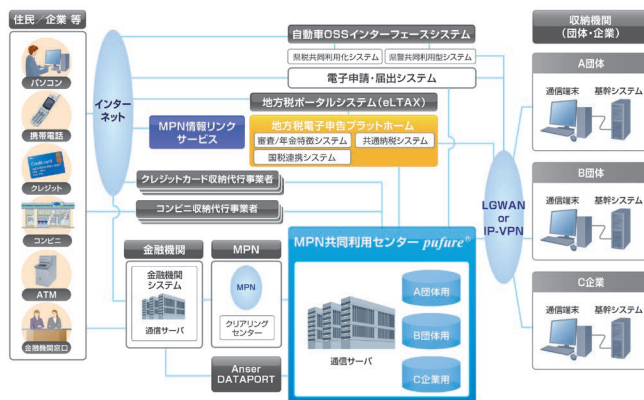 住民／企業 等
パソコン
携帯電話
クレジット
コンビニ
ATM
金融機関窓口
インター
ネット
自動車OSSインターフェースシステム
県税共同利用化システム
県警共同利用型システム
電子申請・届出システム
地方税ポータルシステム(eLTAX)
MPN情報リンク
サービス
地方税電子申告プラットホーム
審査/年金特徴システム
共通納税システム
国税連携システム
クレジットカード収納代行事業者
コンビニ収納代行事業者
金融機関
金融機関
システム
通信サーバ
MPN
MPN
クリアリング
センター
Anser
DATAPORT
MPN共同利用センター pufure®
通信サーバ
A団体用
B団体用
C企業用
LGWAN
or
IP-VPN
収納機関
(団体・企業)
A団体
通信端末
基幹システム
B団体
通信端末
基幹システム
C企業
通信端末
基幹システム